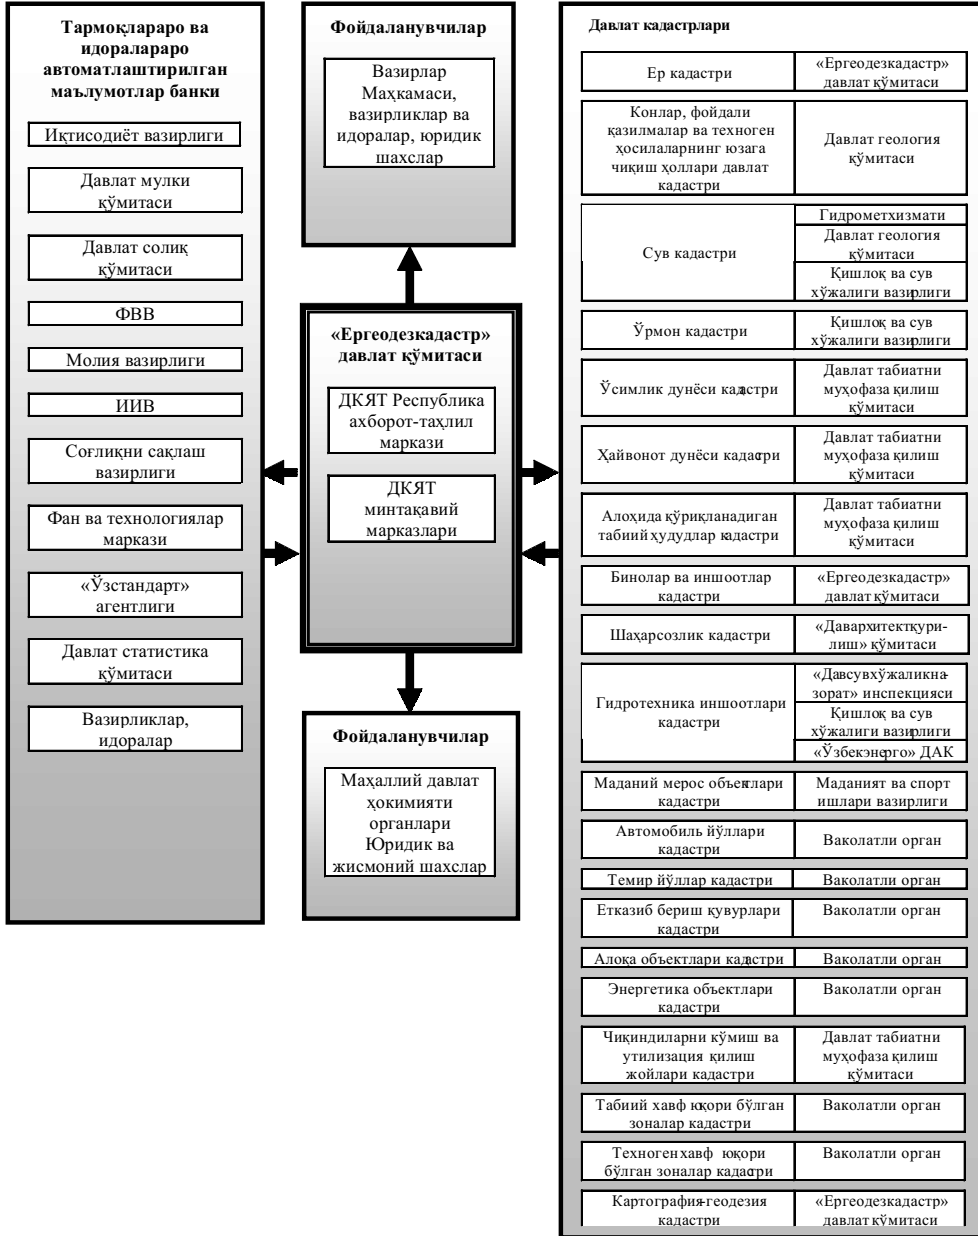 Тармоқлараро ва
идоралараро
автоматлаштирилган
маълумотлар банки
Иқтисодиёт вазирлиги
Давлат мулки
қўмитаси
Давлат солиқ
қўмитаси
ФВВ
Молия вазирлиги
ИИВ
Соғлиқни сақлаш
вазирлиги
Фан ва технологиялар
маркази
«Ўзстандарт»
агентлиги
Давлат статистика
қўмитаси
Вазирликлар,
идоралар
Фойдаланувчилар
Вазирлар
Маҳкамаси,
вазирликлар ва
идоралар, юридик
шахслар
«Ергеодезкадастр»
давлат қўмитаси
ДКЯТ Республика
ахборот-таҳлил
маркази
ДКЯТ
минтақавий
марказлари
Фойдаланувчилар
Маҳаллий давлат
ҳокимияти
органлари
Юридик ва
жисмоний шахслар
Давлат кадастрлари
Ер кадастри
«Ергеодезкадастр»
давлат қўмитаси
Конлар, фойдали
қазилмалар ва техноген
ҳосилаларнинг юзага
чиқиш ҳоллари давлат
кадастри
Давлат геология
қўмитаси
Сув кадастри
Гидрометхизмати
Давлат геология
қўмитаси
Қишлоқ ва сув
хўжалиги вазирлиги
Ўрмон кадастри
Қишлоқ ва сув
хўжалиги вазирлиги
Ўсимлик дунёси кадастри
Давлат табиатни
муҳофаза қилиш
қўмитаси
Ҳайвонот дунёси кадастри
Давлат табиатни
муҳофаза қилиш
қўмитаси
Алоҳида қўриқланадиган
табиий ҳудудлар кадастри
Давлат табиатни
муҳофаза қилиш
қўмитаси
Бинолар ва иншоотлар
кадастри
«Ергеодезкадастр»
давлат қўмитаси
Шаҳарсозлик кадастри
«Давархитектқури-
лиш» қўмитаси
Гидротехника иншоотлари
кадастри
«Давсувхўжаликна-
зорат» инспекцияси
Қишлоқ ва сув
хўжалиги вазирлиги
«Ўзбекэнерго» ДАК
Маданий мерос объектлари
кадастри
Маданият ва спорт
ишлари вазирлиги
Автомобиль йўллари
кадастри
Ваколатли орган
Темир йўллар кадастри
Ваколатли орган
Етказиб бериш қувурлари
кадастри
Ваколатли орган
Алоқа объектлари кадастри
Ваколатли орган
Энергетика объектлари
кадастри
Ваколатли орган
Чиқиндиларни кўмиш ва
утилизация қилиш
жойлари кадастри
Давлат табиатни
муҳофаза қилиш
қўмитаси
Табиий хавф юқори бўлган
зоналар кадастри
Ваколатли орган
Техноген хавф юқори
бўлган зоналар кадастри
Ваколатли орган
Картография-геодезия
кадастри
«Ергеодезкадастр»
давлат қўмитаси